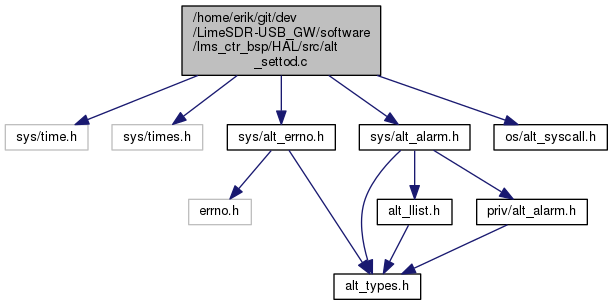 /home/erik/git/dev
/LimeSDR-USB_GW/software
/lms_ctr_bsp/HAL/src/alt
_settod.c
sys/time.h
sys/times.h
sys/alt_errno.h
sys/alt_alarm.h
os/alt_syscall.h
errno.h
alt_llist.h
priv/alt_alarm.h
alt_types.h